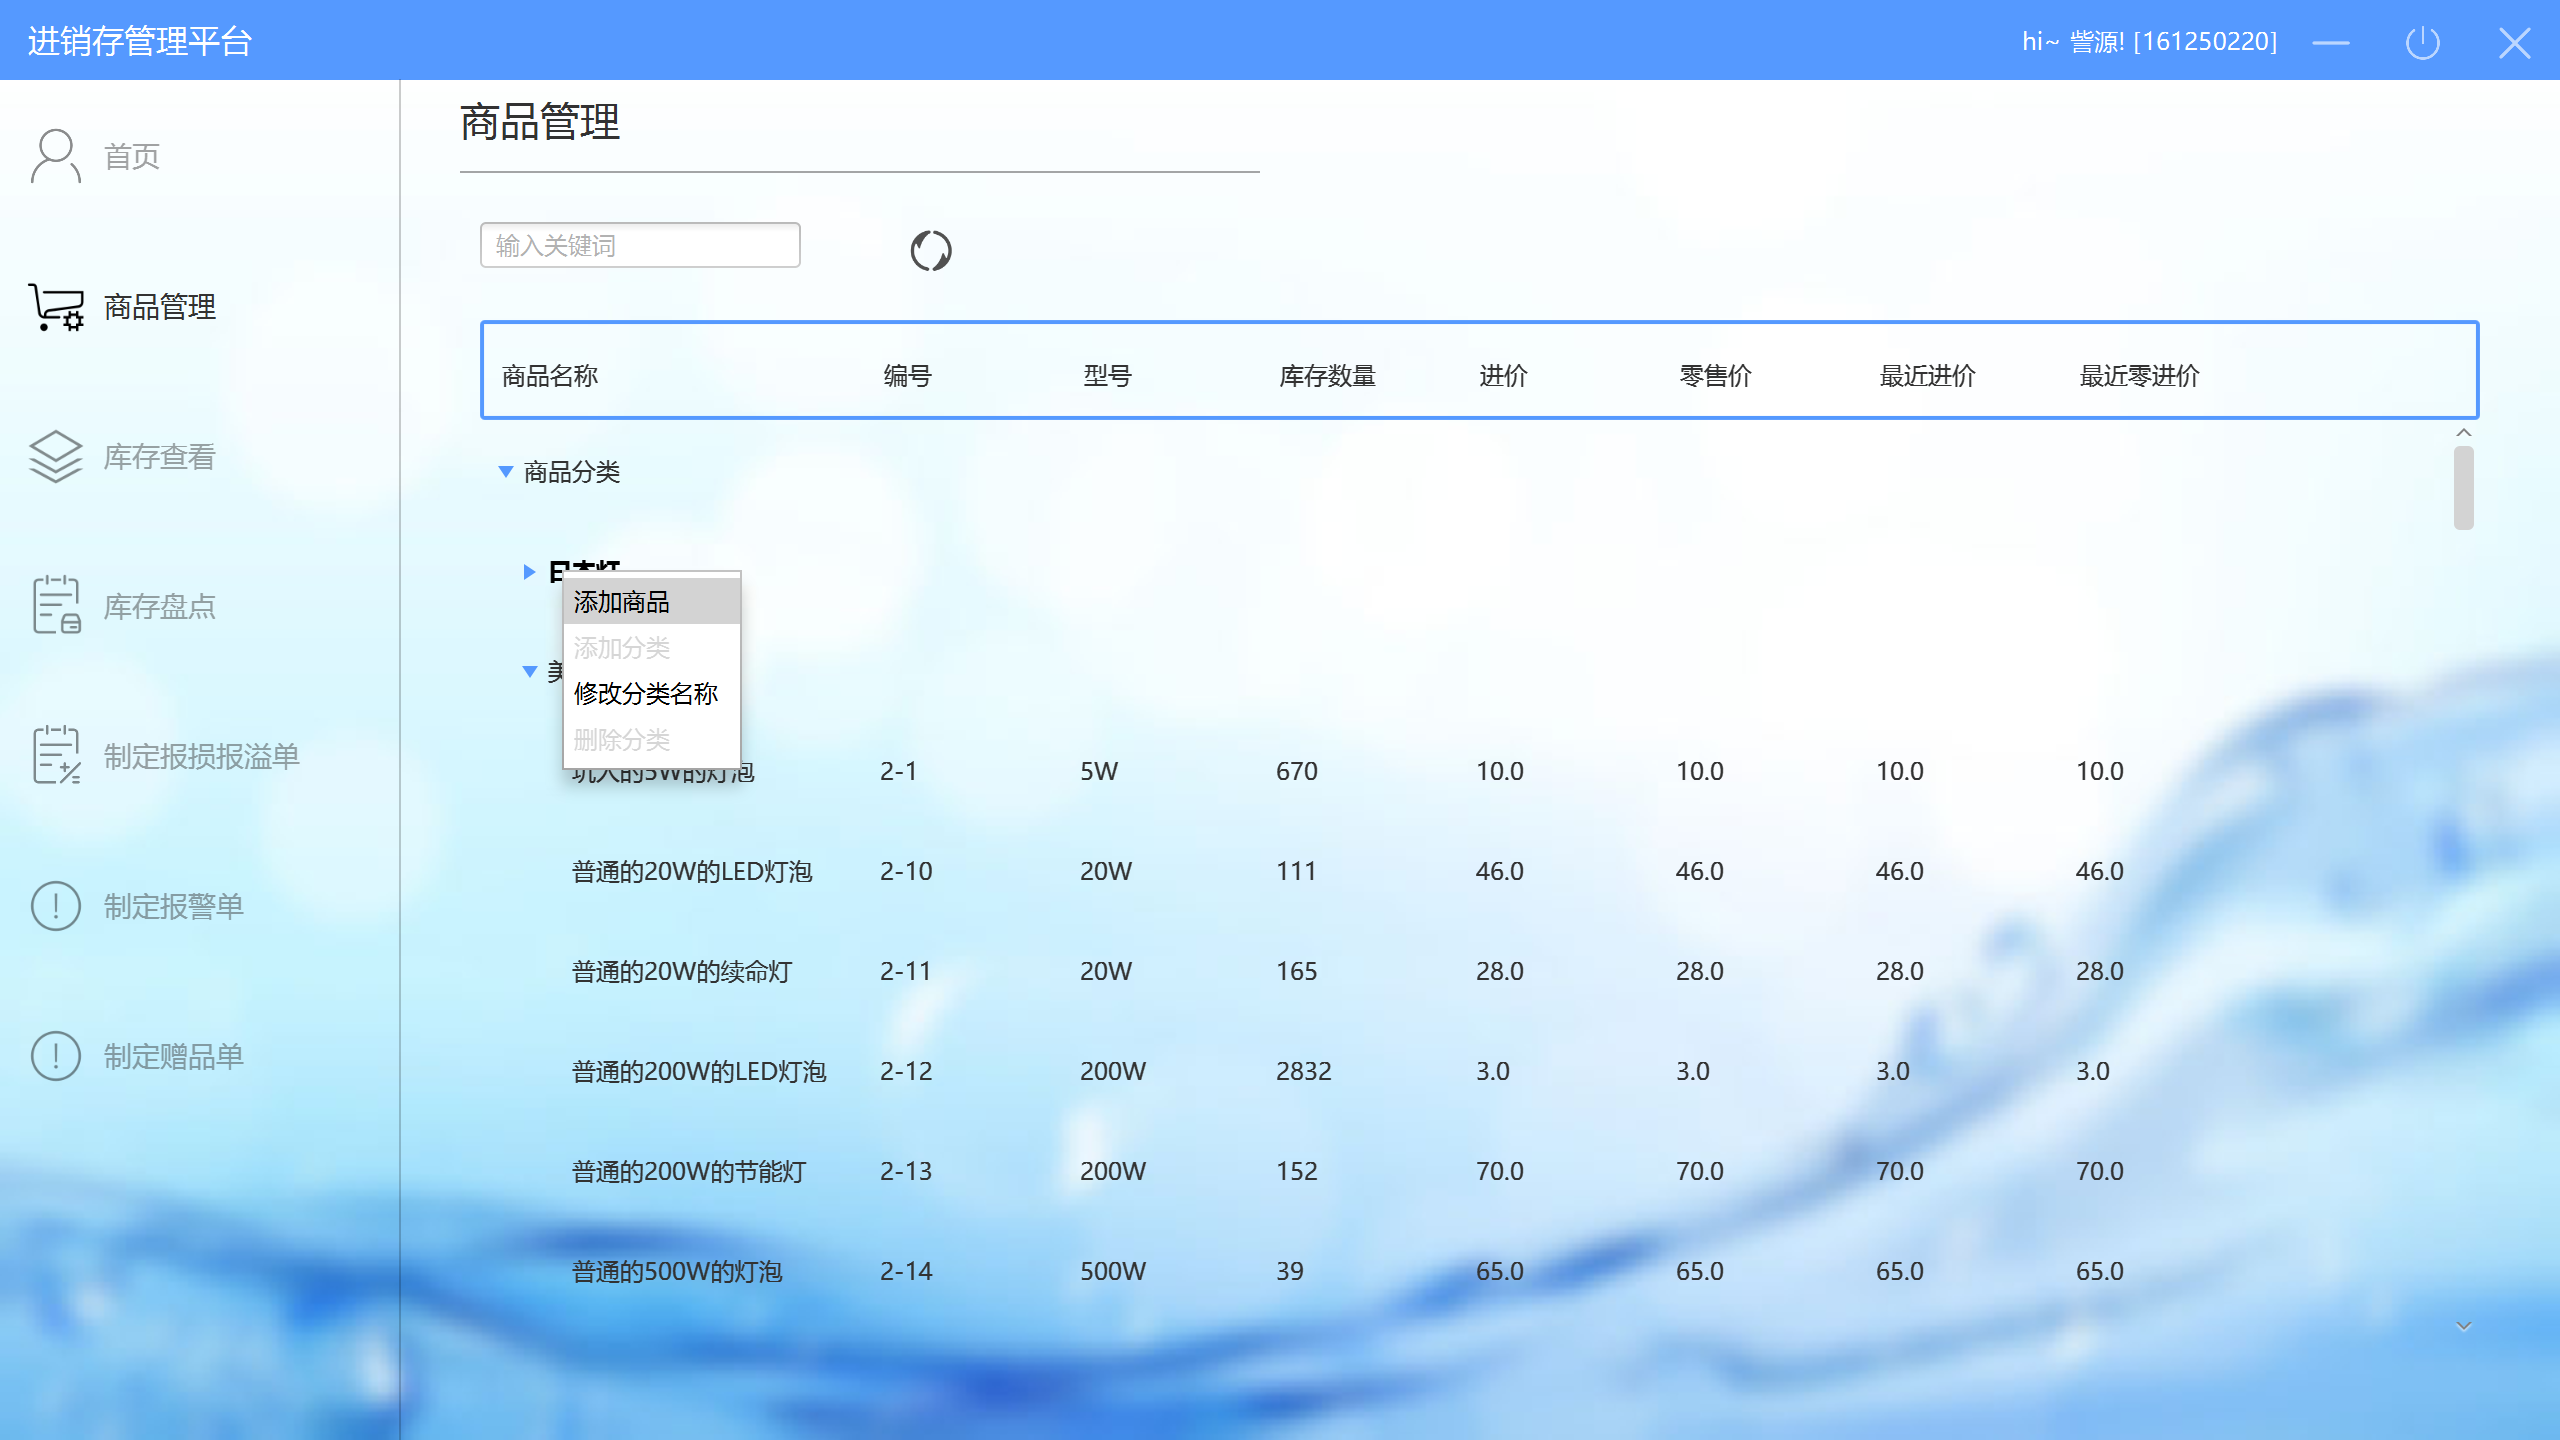 进销存管理平台
hi~ 訾源! [161250220]
首页
商品管理
库存查看
库存盘点
制定报损报溢单
制定报警单
制定赠品单
商品管理
输入关键词
商品名称 编号 型号 库存数量 进价 零售价 最近进价 最近零进价
商品分类
添加商品
添加分类
修改分类名称
删除分类
的5W的灯泡 2-1 5W 670 10.0 10.0 10.0 10.0
普通的20W的LED灯泡 2-10 20W 111 46.0 46.0 46.0 46.0
普通的20W的续命灯 2-11 20W 165 28.0 28.0 28.0 28.0
普通的200W的LED灯泡 2-12 200W 2832 3.0 3.0 3.0 3.0
普通的200W的节能灯 2-13 200W 152 70.0 70.0 70.0 70.0
普通的500W的灯泡 2-14 500W 39 65.0 65.0 65.0 65.0